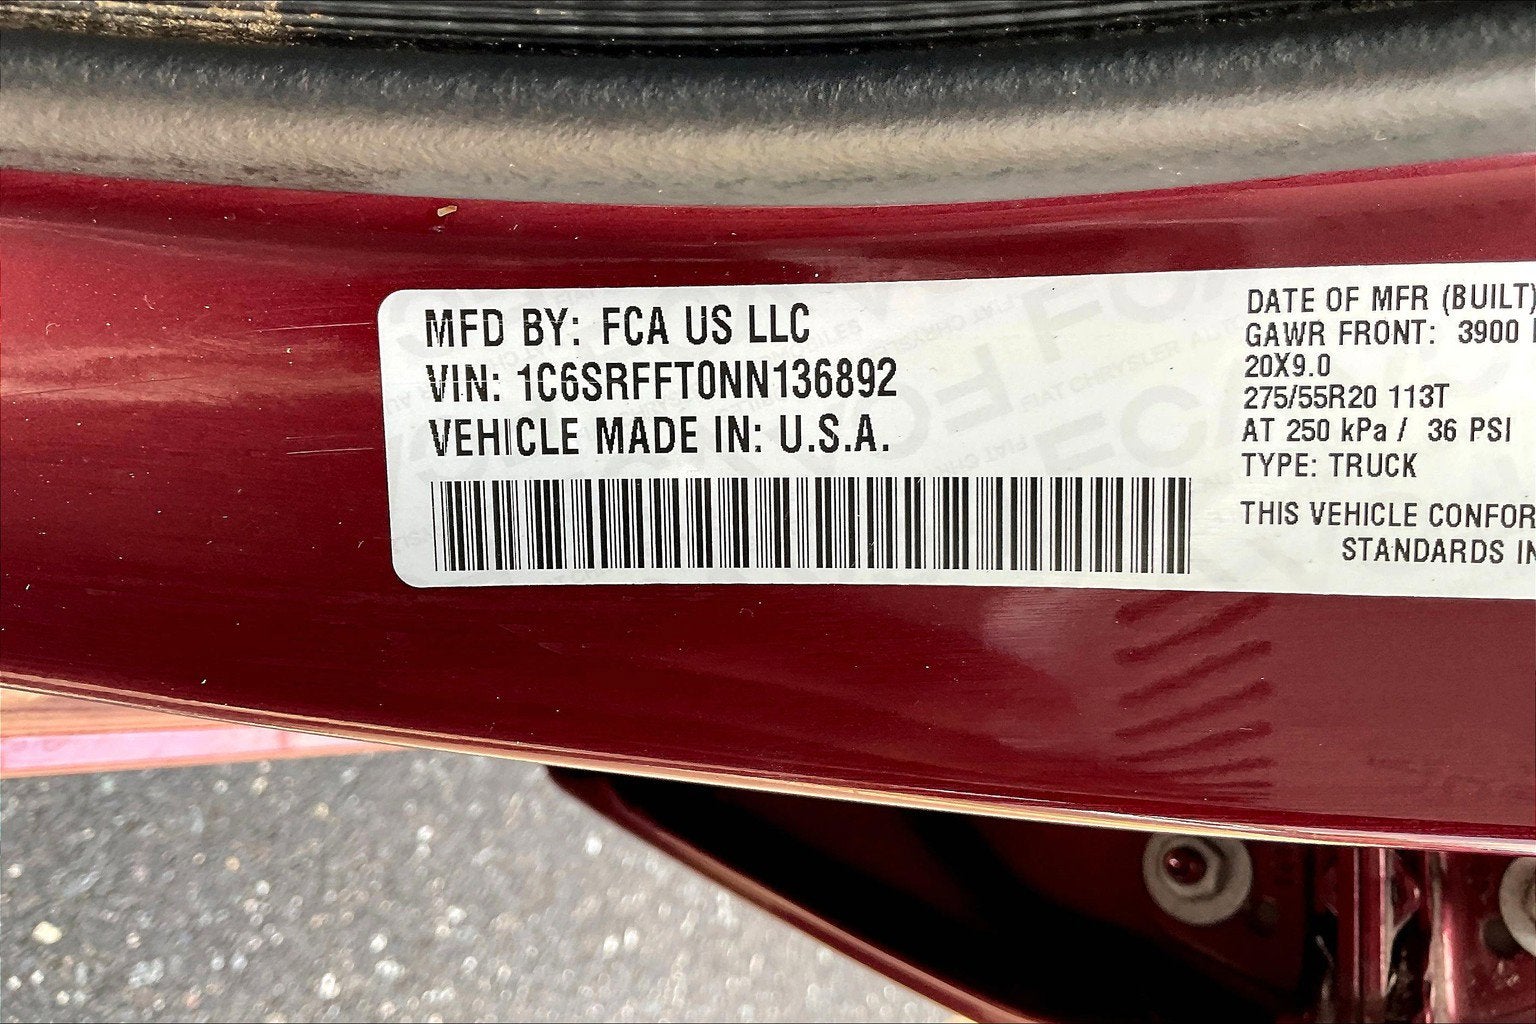 MFD BY: FCA US LLC
VIN: 1C6SRFFT0NN136892
VEHICLE MADE IN: U.S.A.
DATE OF MFR (BUILT)
GAWR FRONT: 3900
20X9.0
275/55R20 113T
AT 250 kPa / 36 PSI
TYPE: TRUCK
THIS VEHICLE CONFOR
STANDARDS IN